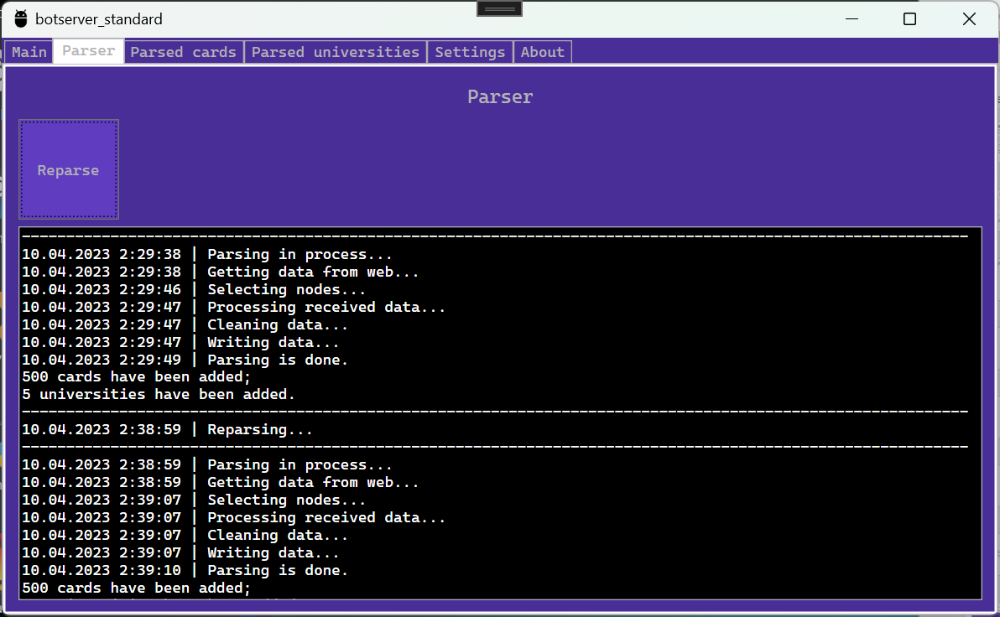 botserver_standard
Main Parser Parsed cards Parsed universities Settings About
Parser
Reparse
10.04.2023 2:29:38 | Parsing in process...
10.04.2023 2:29:38 | Getting data from web...
10.04.2023 2:29:46 | Selecting nodes...
10.04.2023 2:29:47 | Processing received data...
10.04.2023 2:29:47 | Cleaning data...
10.04.2023 2:29:47 | Writing data...
10.04.2023 2:29:49 | Parsing is done.
500 cards have been added;
5 universities have been added.
10.04.2023 2:38:59 | Reparsing...
10.04.2023 2:38:59 | Parsing in process...
10.04.2023 2:38:59 | Getting data from web...
10.04.2023 2:39:07 | Selecting nodes...
10.04.2023 2:39:07 | Processing received data...
10.04.2023 2:39:07 | Cleaning data...
10.04.2023 2:39:07 | Writing data...
10.04.2023 2:39:10 | Parsing is done.
500 cards have been added;